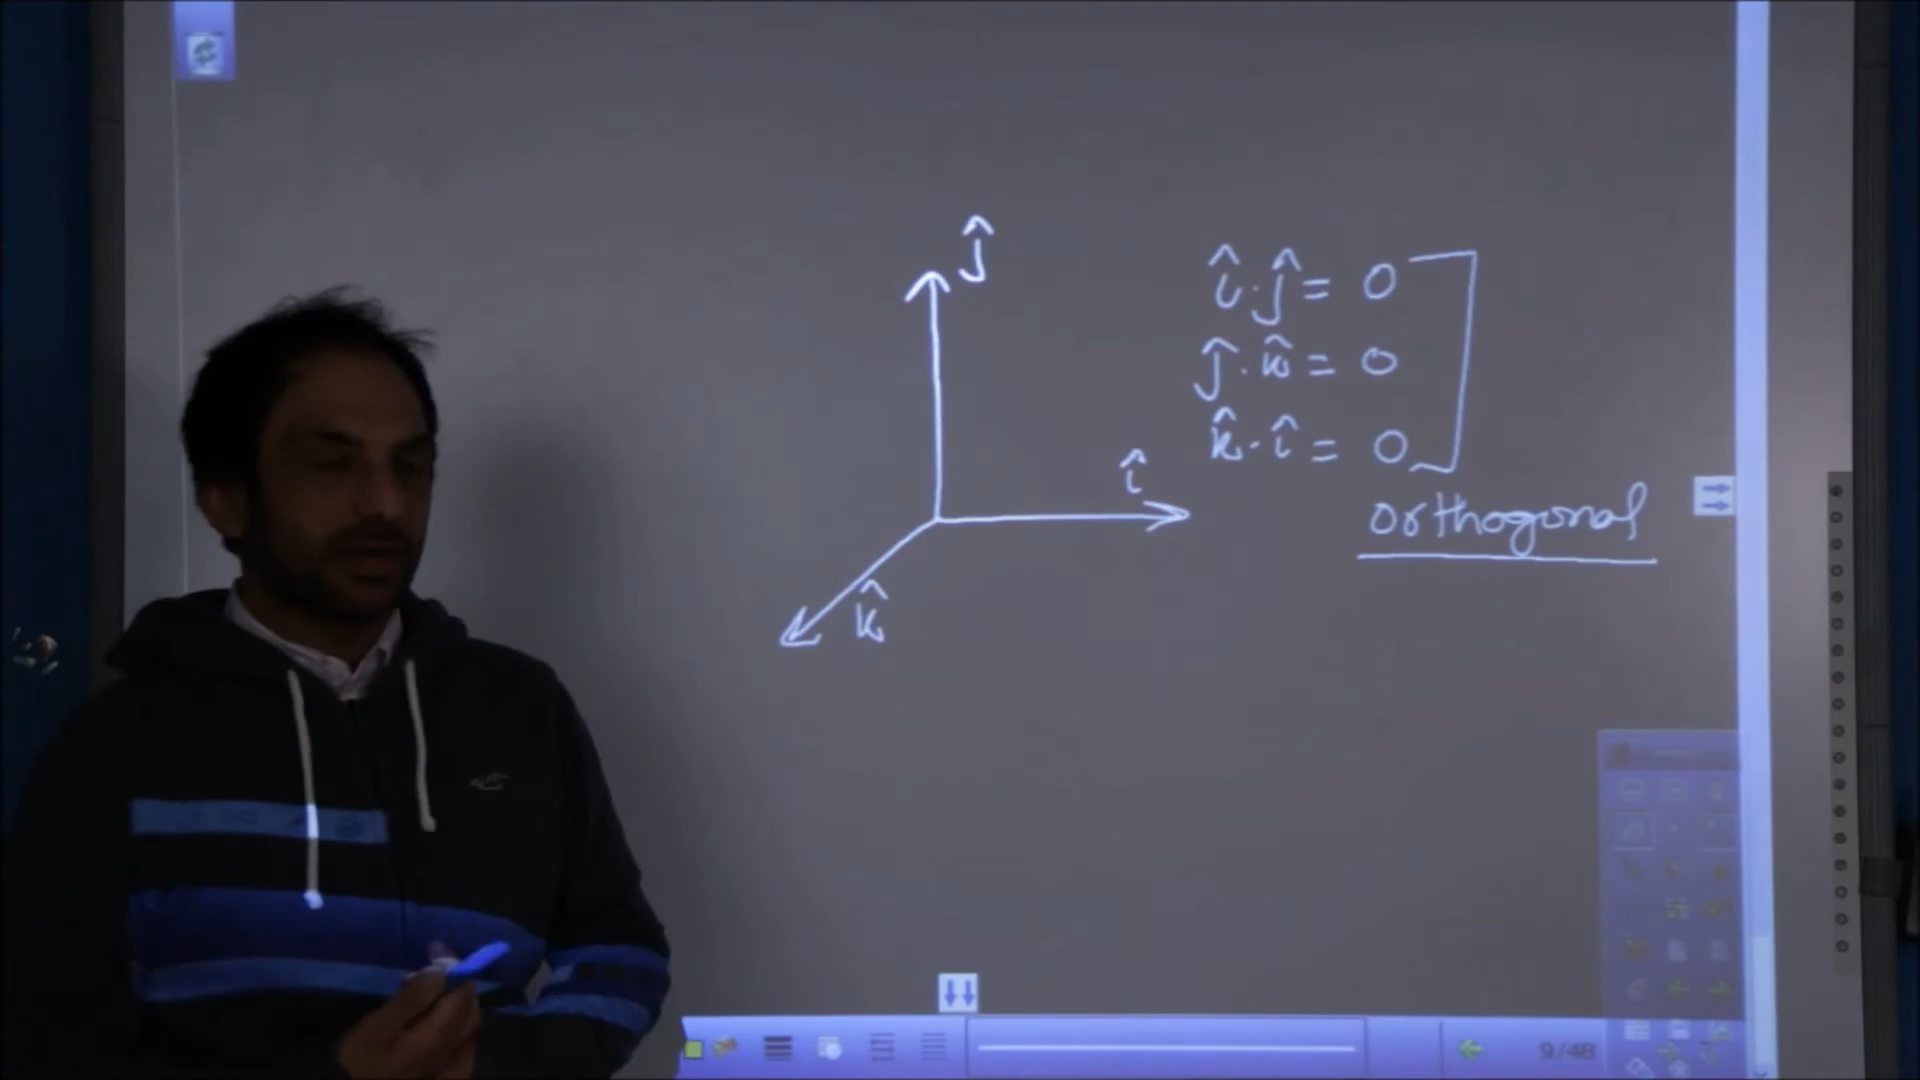 ĵ
î·ĵ = 0
ĵ·k̂ = 0
k̂·î = 0
î
orthogonal
k̂
9/48